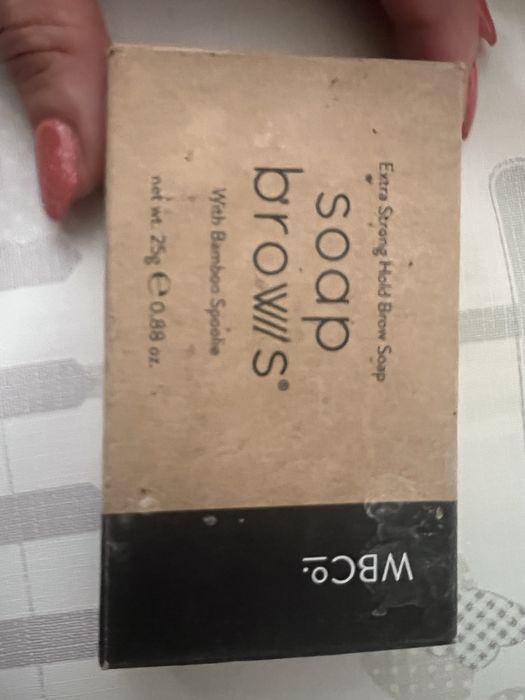 Extra Strong Hold Brow Soap
soap
brows®
With Bamboo Spoolie
net wt. 25g ℮ 0.88 oz.
WBCo.